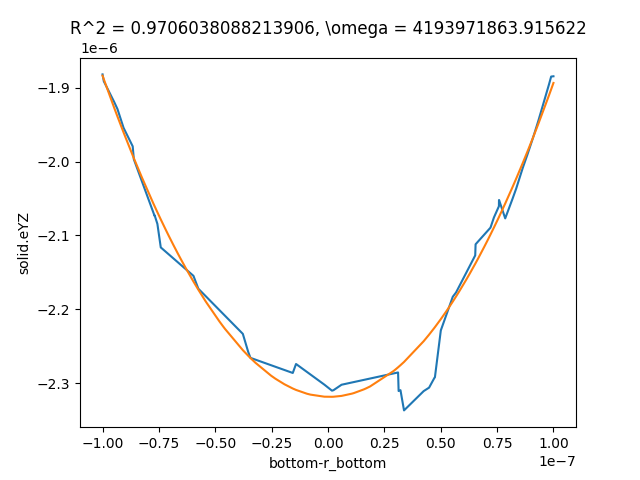 R^2 = 0.9706038088213906, \omega = 4193971863.915622
1e−6
−1.9
−2.0
−2.1
−2.2
−2.3
solid.eYZ
−1.00 −0.75 −0.50 −0.25 0.00 0.25 0.50 0.75 1.00
bottom-r_bottom 1e−7